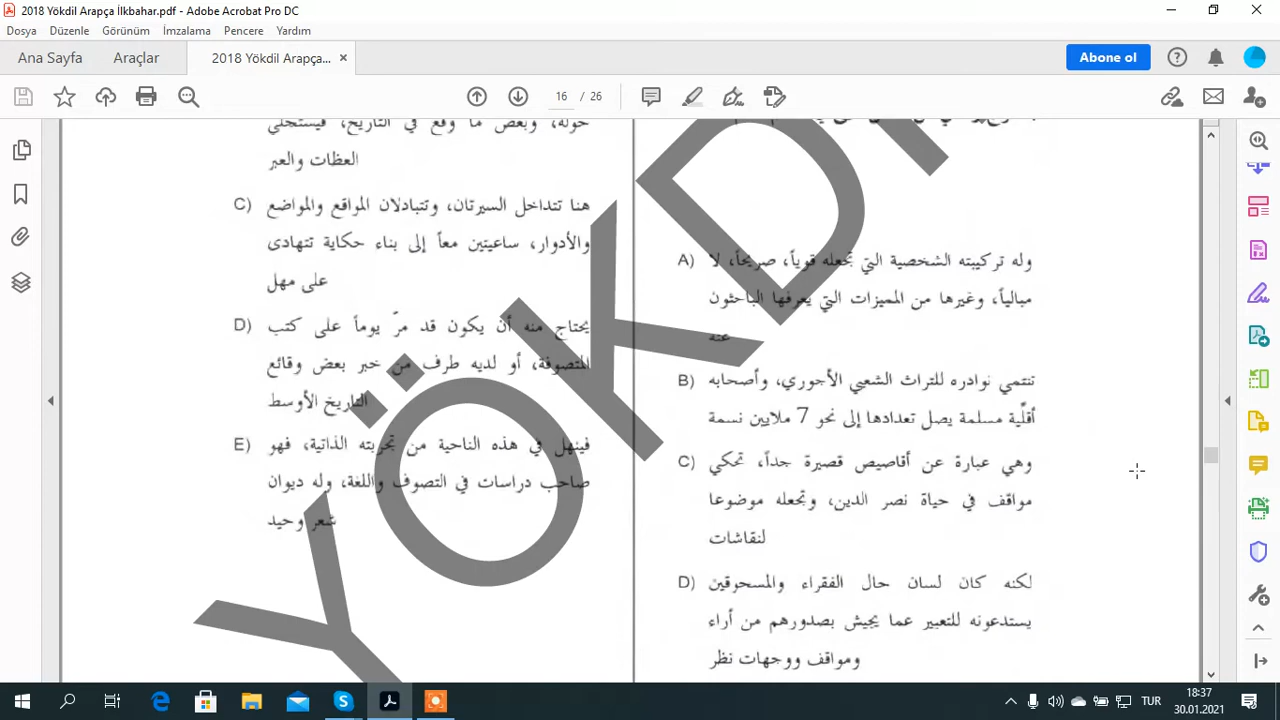 2018 Yökdil Arapça İlkbahar.pdf - Adobe Acrobat Pro DC
Dosya Düzenle Görünüm İmzalama Pencere Yardım
Ana Sayfa Araçlar 2018 Yökdil Arapça... × Abone ol
16 / 26
حوله، وبعض ما وقع في التاريخ، فيستجلى
العظات والعبر
C) هنا تتداخل السيرتان، وتتبادلان المواقع والمواضع
والأدوار، ساعيتين معاً إلى بناء حكاية تتهادى
على مهل
D) يحتاج منه أن يكون قد مرّ يوماً على كتب
المتصوفة، أو لديه طرف من خبر بعض وقائع
التاريخ الأوسط
E) فينهل في هذه الناحية من تجربته الذاتية، فهو
صاحب دراسات في التصوف واللغة، وله ديوان
شعر وحيد
A) وله تركيبته الشخصية التي تجعله قوياً، صريحاً، لا
مبالياً، وغيرها من المميزات التي يعرفها الباحثون
عنه
B) تنتمي نوادره للتراث الشعبي الأجوري، وأصحابه
أقلّية مسلمة يصل تعدادها إلى نحو 7 ملايين نسمة
C) وهي عبارة عن أقاصيص قصيرة جداً، تحكي
مواقف في حياة نصر الدين، وتجعله موضوعا
لنقاشات
D) لكنه كان لسان حال الفقراء والمسحوقين
يستدعونه للتعبير عما يجيش بصدورهم من أراء
ومواقف ووجهات نظر
YÖKDİ
TUR
18:37
30.01.2021